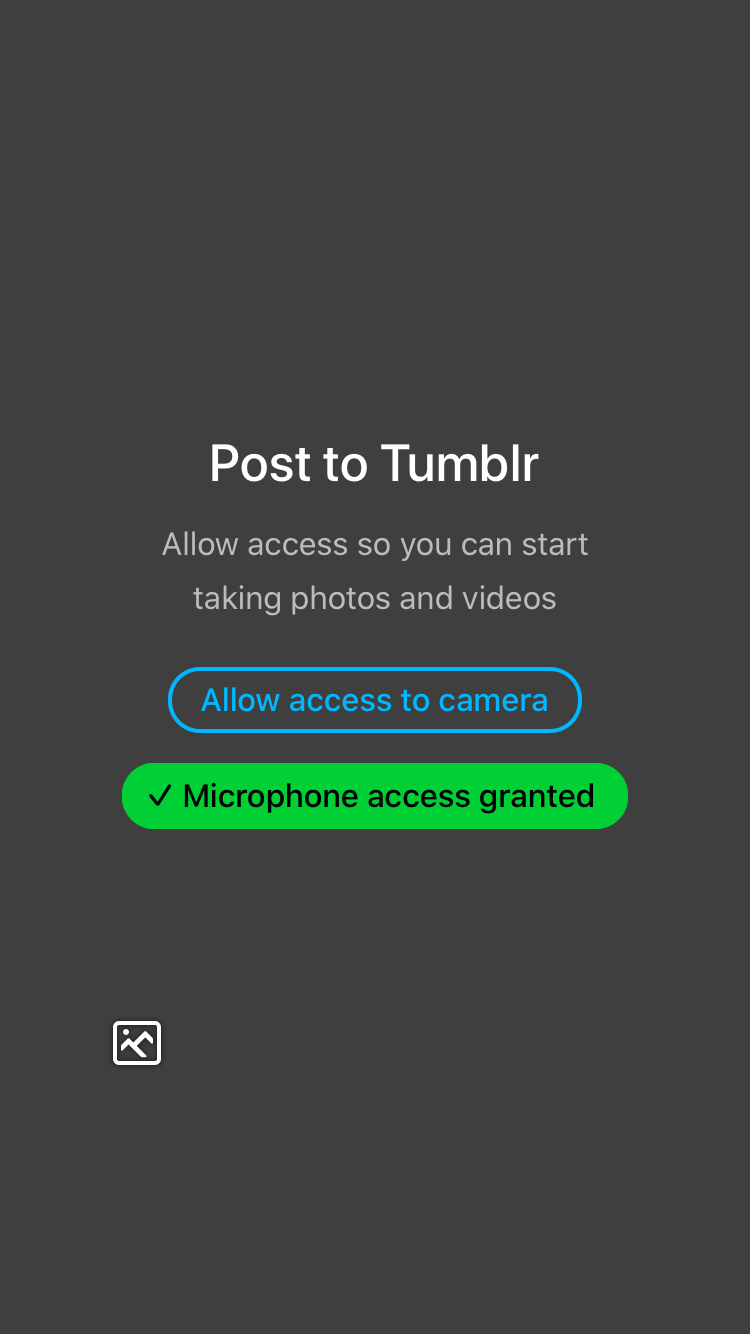 Post to Tumblr
Allow access so you can start
taking photos and videos
Allow access to camera
✓ Microphone access granted